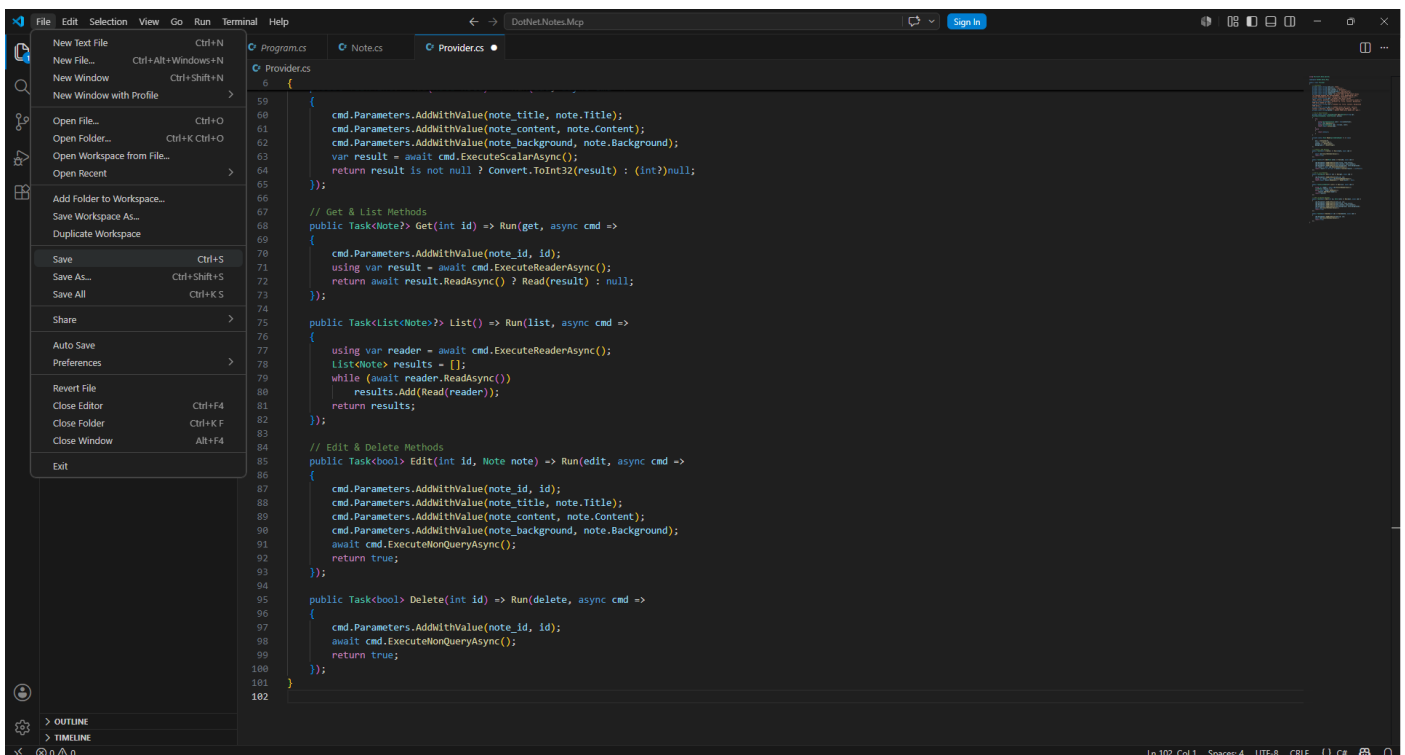 File Edit Selection View Go Run Terminal Help
DotNet.Notes.Mcp
Sign In
New Text File Ctrl+N
New File... Ctrl+Alt+Windows+N
New Window Ctrl+Shift+N
New Window with Profile
Open File... Ctrl+O
Open Folder... Ctrl+K Ctrl+O
Open Workspace from File...
Open Recent
Add Folder to Workspace...
Save Workspace As...
Duplicate Workspace
Save Ctrl+S
Save As... Ctrl+Shift+S
Save All Ctrl+K S
Share
Auto Save
Preferences
Revert File
Close Editor Ctrl+F4
Close Folder Ctrl+K F
Close Window Alt+F4
Exit
Program.cs Note.cs Provider.cs
Provider.cs
6 {
59 {
60 cmd.Parameters.AddWithValue(note_title, note.Title);
61 cmd.Parameters.AddWithValue(note_content, note.Content);
62 cmd.Parameters.AddWithValue(note_background, note.Background);
63 var result = await cmd.ExecuteScalarAsync();
64 return result is not null ? Convert.ToInt32(result) : (int?)null;
65 });
66
67 // Get & List Methods
68 public Task<Note?> Get(int id) => Run(get, async cmd =>
69 {
70 cmd.Parameters.AddWithValue(note_id, id);
71 using var result = await cmd.ExecuteReaderAsync();
72 return await result.ReadAsync() ? Read(result) : null;
73 });
74
75 public Task<List<Note>?> List() => Run(list, async cmd =>
76 {
77 using var reader = await cmd.ExecuteReaderAsync();
78 List<Note> results = [];
79 while (await reader.ReadAsync())
80 results.Add(Read(reader));
81 return results;
82 });
83
84 // Edit & Delete Methods
85 public Task<bool> Edit(int id, Note note) => Run(edit, async cmd =>
86 {
87 cmd.Parameters.AddWithValue(note_id, id);
88 cmd.Parameters.AddWithValue(note_title, note.Title);
89 cmd.Parameters.AddWithValue(note_content, note.Content);
90 cmd.Parameters.AddWithValue(note_background, note.Background);
91 await cmd.ExecuteNonQueryAsync();
92 return true;
93 });
94
95 public Task<bool> Delete(int id) => Run(delete, async cmd =>
96 {
97 cmd.Parameters.AddWithValue(note_id, id);
98 await cmd.ExecuteNonQueryAsync();
99 return true;
100 });
101 }
102
OUTLINE
TIMELINE
0 0
Ln 102, Col 1 Spaces: 4 UTF-8 CRLF {} C#